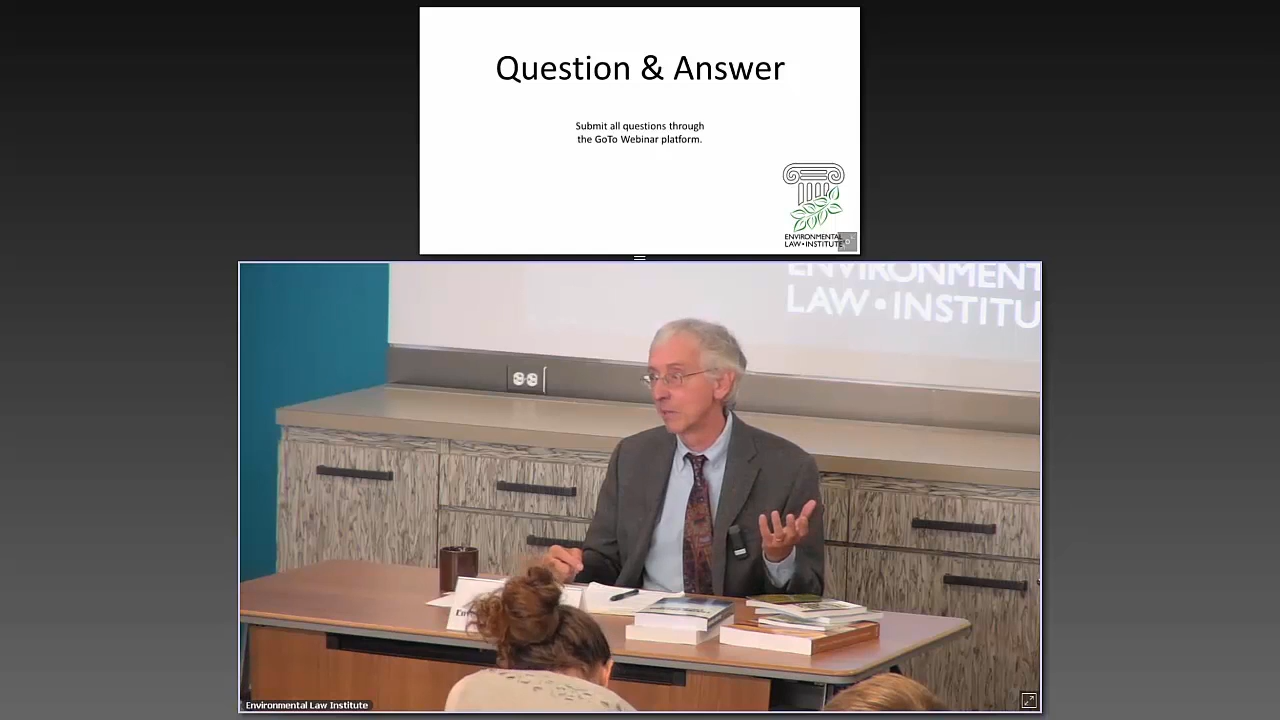 Question & Answer
Submit all questions through
the GoTo Webinar platform.
ENVIRONMENTAL
LAW•INSTITUTE
ENVIRONMENT
LAW•INSTITU
Environmental Law Institute